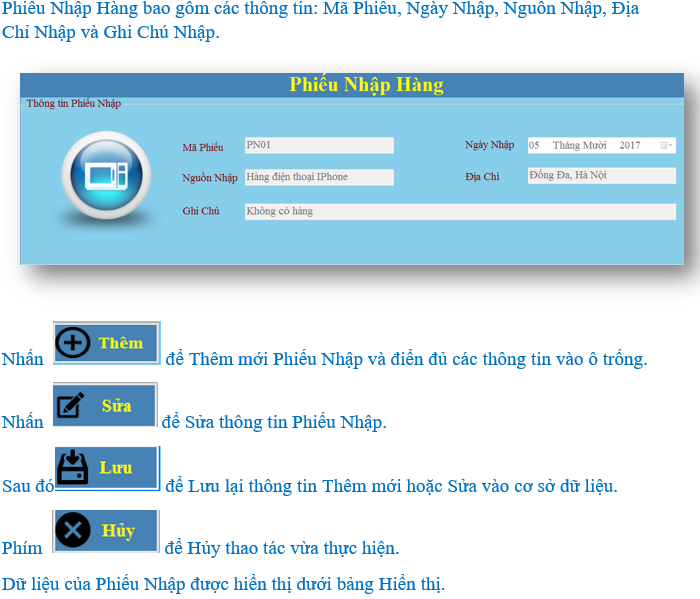 Phiếu Nhập Hàng bao gồm các thông tin: Mã Phiếu, Ngày Nhập, Nguồn Nhập, Địa
Chỉ Nhập và Ghi Chú Nhập.
Phiếu Nhập Hàng
Thông tin Phiếu Nhập
Mã Phiếu PN01 Ngày Nhập 05 Tháng Mười 2017
Nguồn Nhập Hàng điện thoại IPhone Địa Chỉ Đống Đa, Hà Nội
Ghi Chú Không có hàng
Nhấn Thêm để Thêm mới Phiếu Nhập và điền đủ các thông tin vào ô trống.
Nhấn Sửa để Sửa thông tin Phiếu Nhập.
Sau đó Lưu để Lưu lại thông tin Thêm mới hoặc Sửa vào cơ sở dữ liệu.
Phím Hủy để Hủy thao tác vừa thực hiện.
Dữ liệu của Phiếu Nhập được hiển thị dưới bảng Hiển thị.